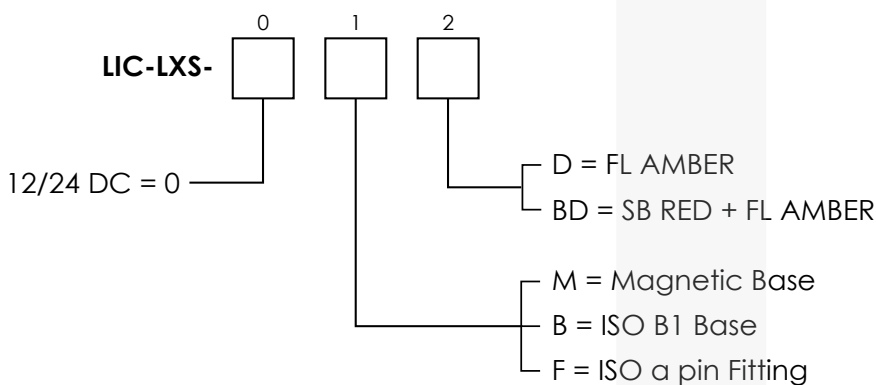 0 1 2
LIC-LXS-
12/24 DC = 0
D = FL AMBER
BD = SB RED + FL AMBER
M = Magnetic Base
B = ISO B1 Base
F = ISO a pin Fitting